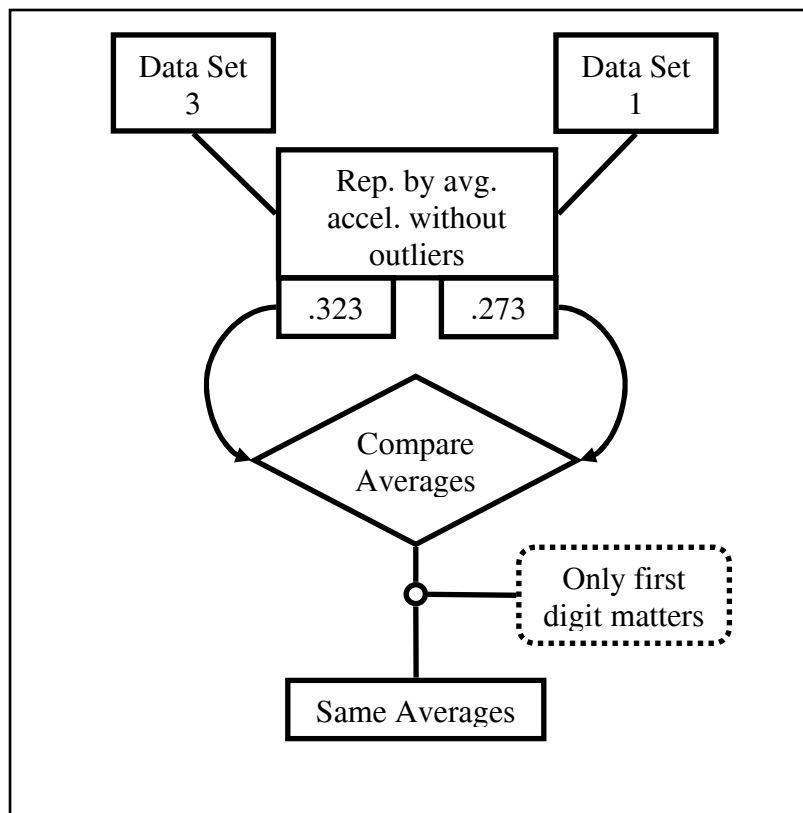 Data Set
3
Data Set
1
Rep. by avg.
accel. without
outliers
.323
.273
Compare
Averages
Only first
digit matters
Same Averages